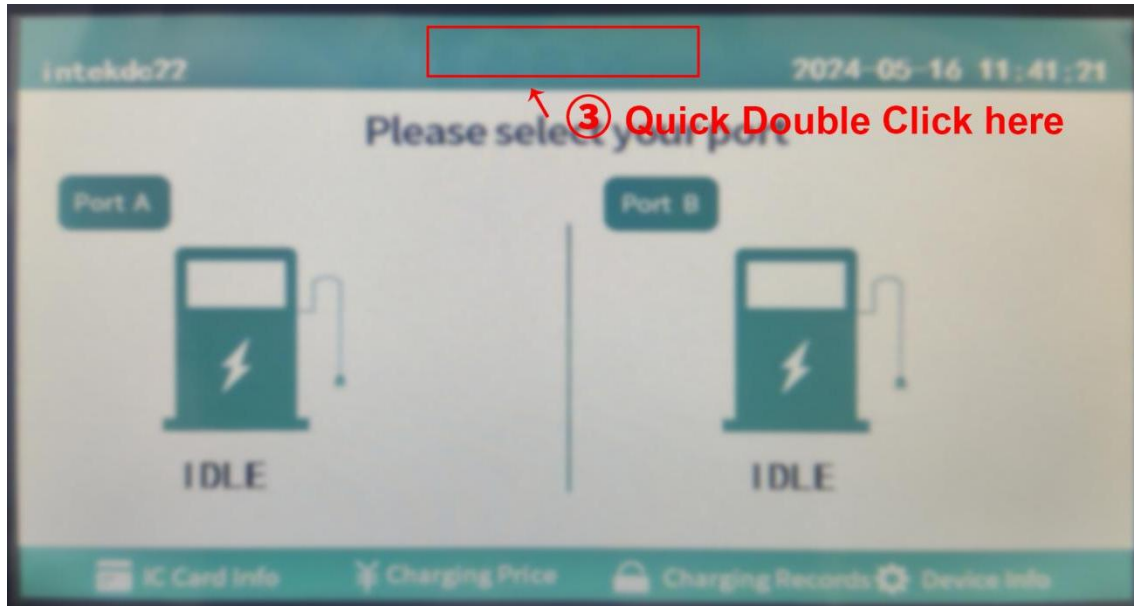 intekdc22
2024-05-16 11:41:21
③ Quick Double Click here
Please select your port
Port A
Port B
IDLE
IDLE
IC Card Info
¥ Charging Price
Charging Records
Device Info